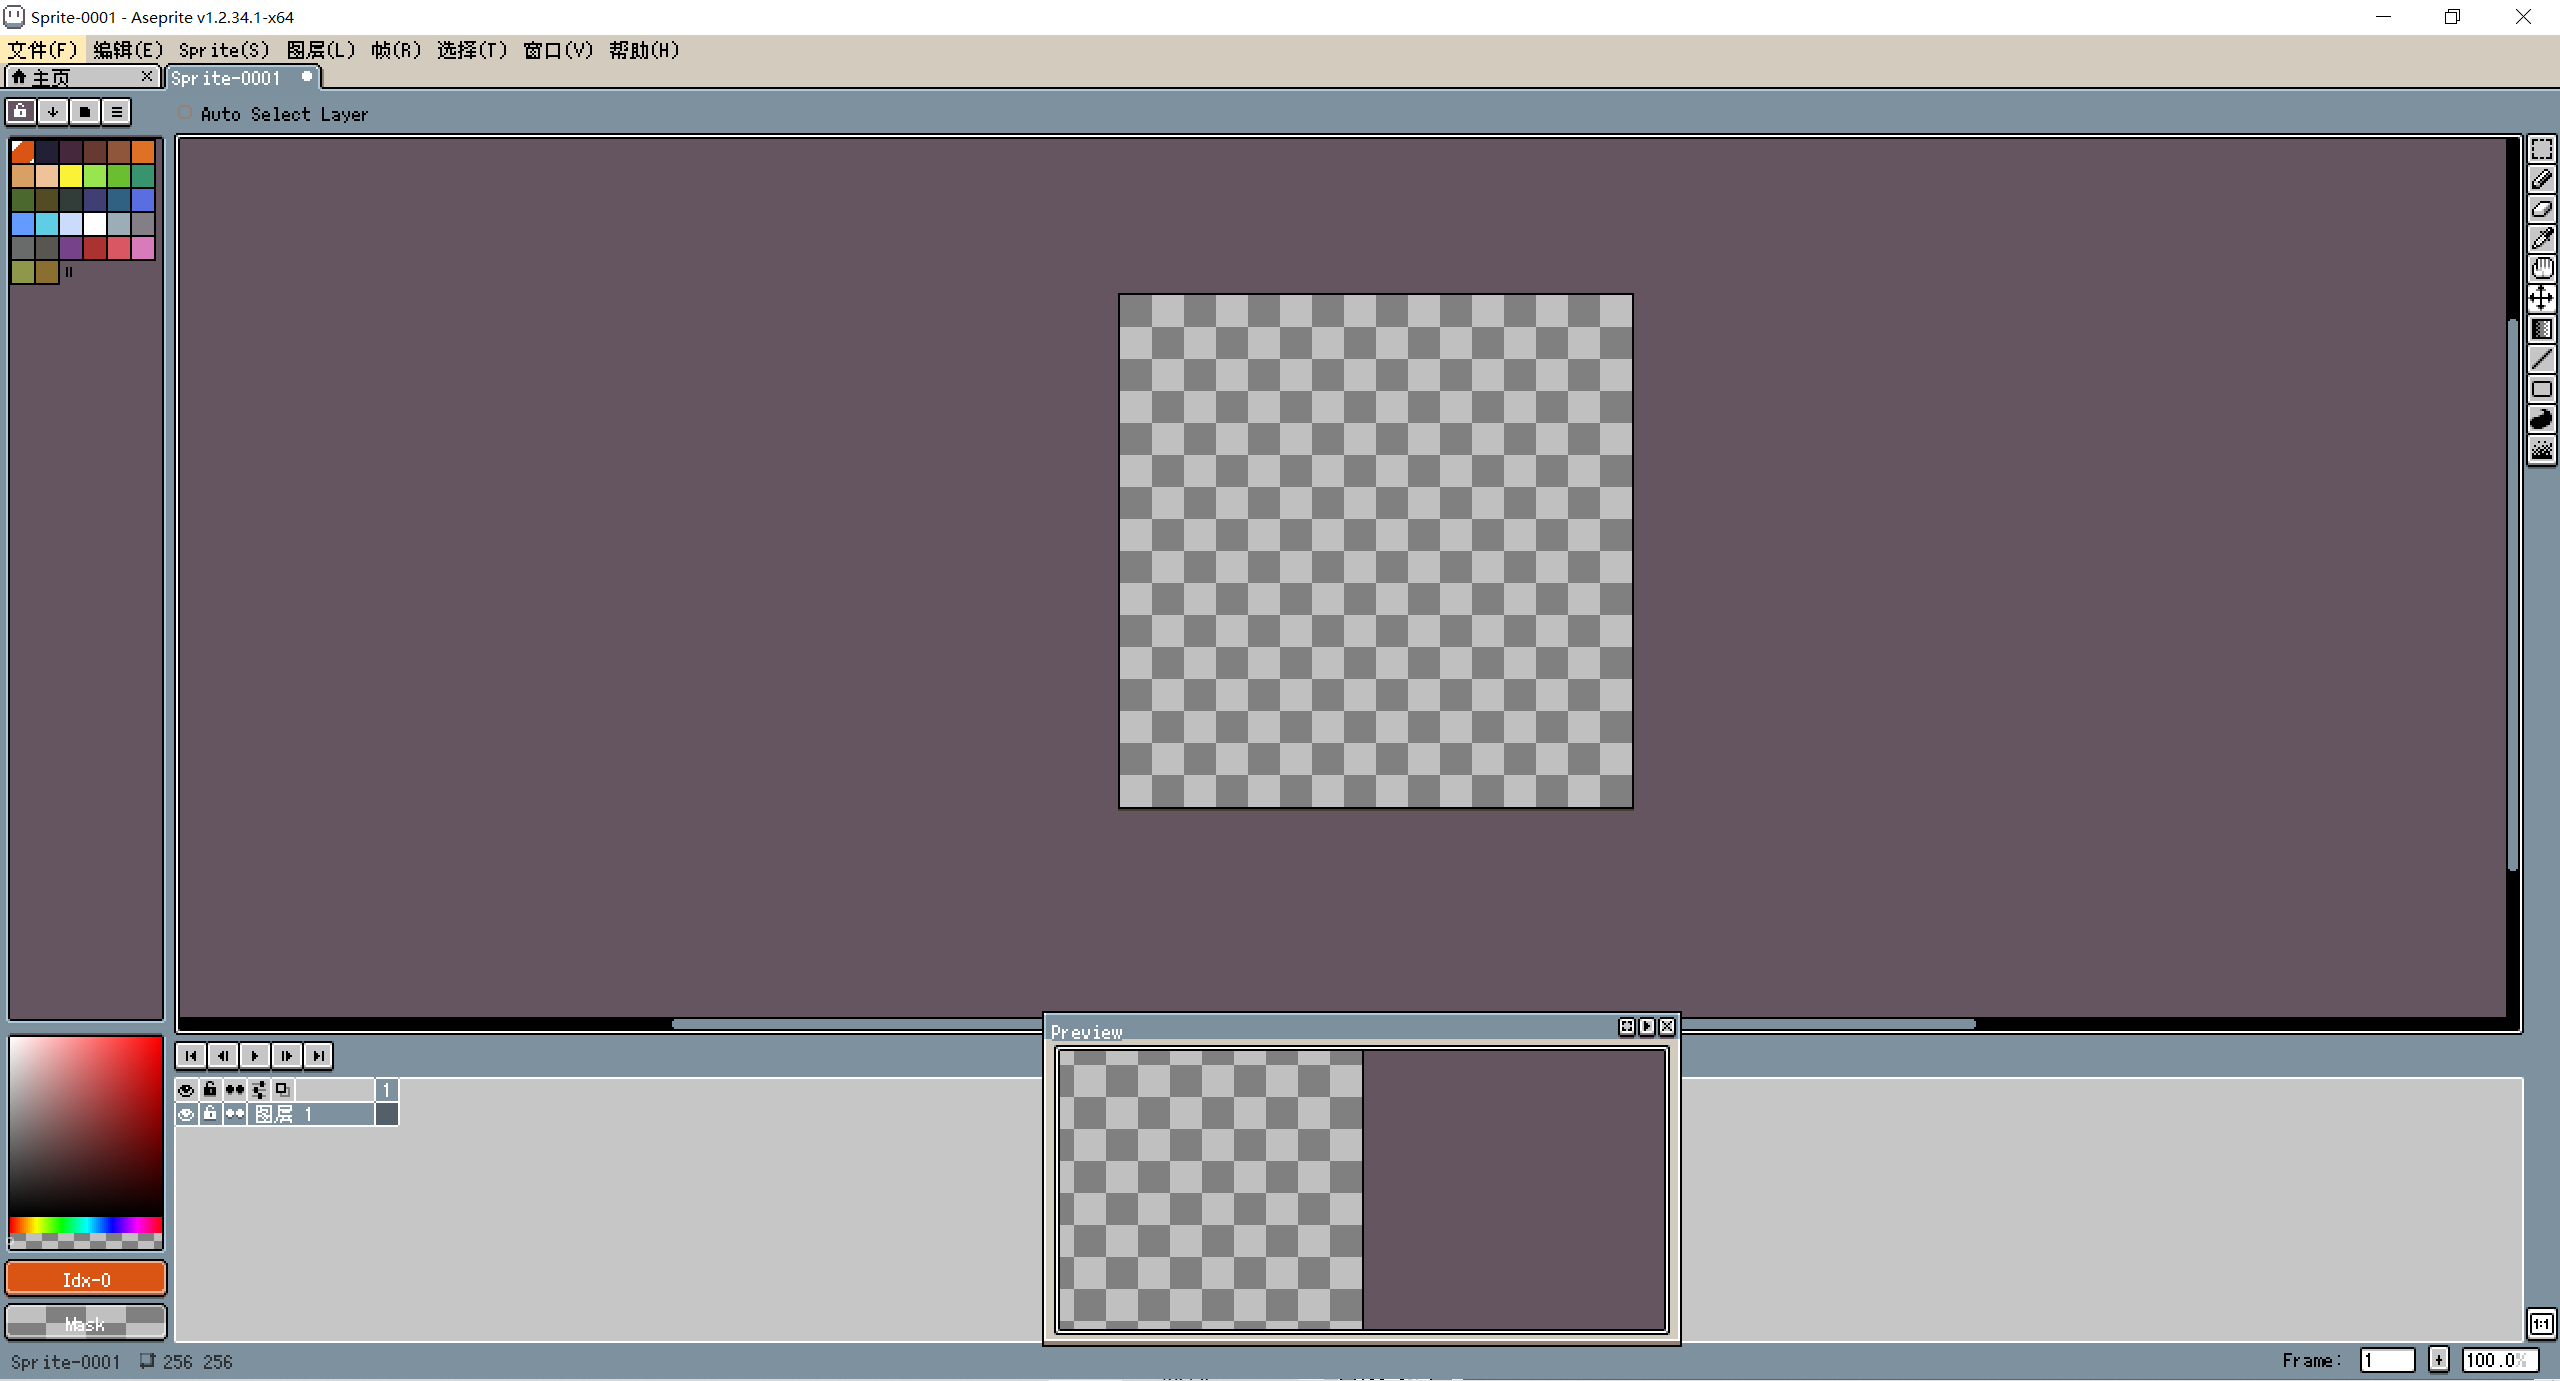 Sprite-0001 - Aseprite v1.2.34.1-x64
文件(F) 编辑(E) Sprite(S) 图层(L) 帧(R) 选择(T) 窗口(V) 帮助(H)
主页 Sprite-0001
Auto Select Layer
Preview
1
图层 1
Idx-0
Mask
1:1
Sprite-0001 256 256 Frame: 1 + 100.0%